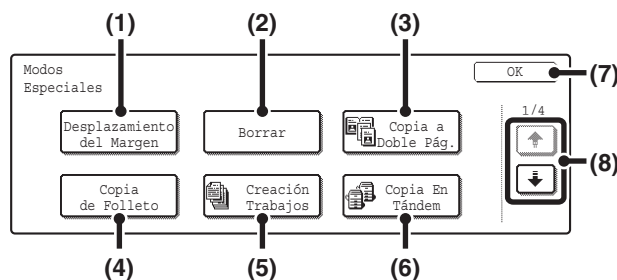 (1) (2) (3)
Modos
Especiales
OK
(7)
1/4
Desplazamiento
del Margen
Borrar
Copia a
Doble Pág.
(8)
Copia
de Folleto
Creación
Trabajos
Copia En
Tándem
(4) (5) (6)